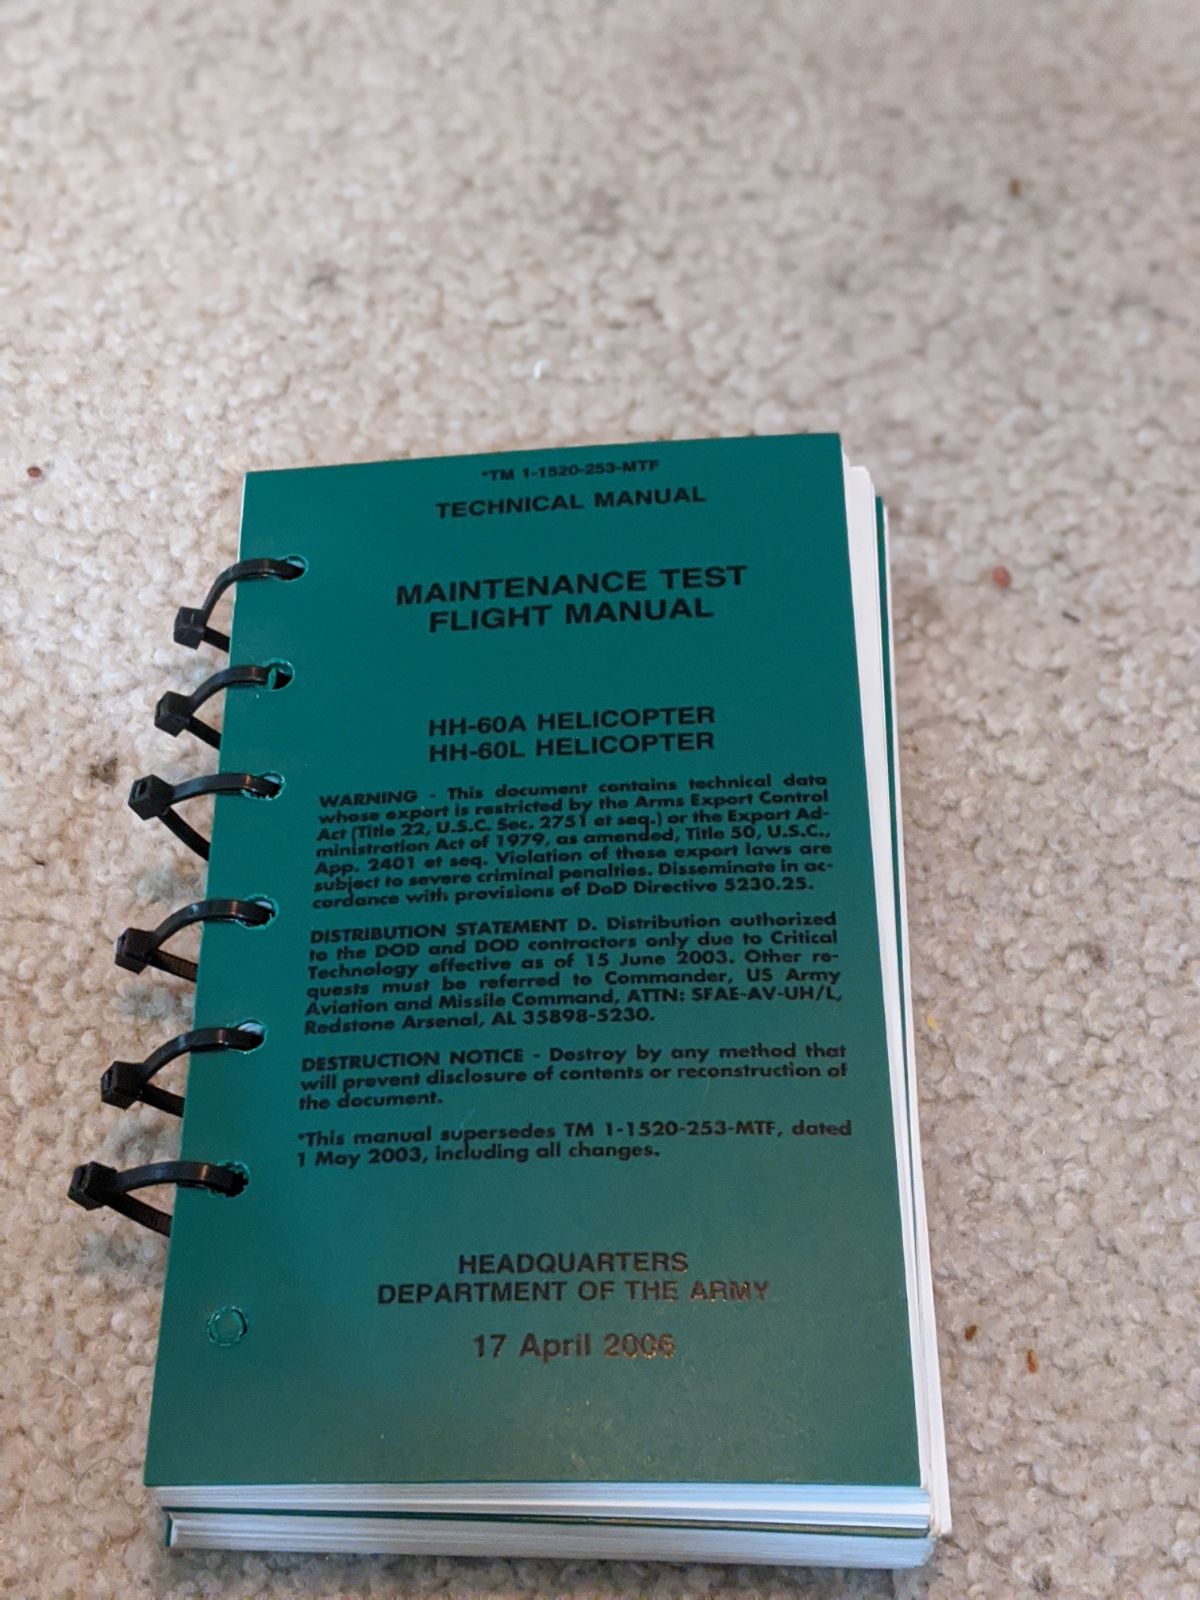 *TM 1-1520-253-MTF
TECHNICAL MANUAL
MAINTENANCE TEST
FLIGHT MANUAL
HH-60A HELICOPTER
HH-60L HELICOPTER
WARNING - This document contains technical data
whose export is restricted by the Arms Export Control
Act (Title 22, U.S.C. Sec. 2751 et seq.) or the Export Ad-
ministration Act of 1979, as amended, Title 50, U.S.C.,
App. 2401 et seq. Violation of these export laws are
subject to severe criminal penalties. Disseminate in ac-
cordance with provisions of DoD Directive 5230.25.
DISTRIBUTION STATEMENT D. Distribution authorized
to the DOD and DOD contractors only due to Critical
Technology effective as of 15 June 2003. Other re-
quests must be referred to Commander, US Army
Aviation and Missile Command, ATTN: SFAE-AV-UH/L,
Redstone Arsenal, AL 35898-5230.
DESTRUCTION NOTICE - Destroy by any method that
will prevent disclosure of contents or reconstruction of
the document.
*This manual supersedes TM 1-1520-253-MTF, dated
1 May 2003, including all changes.
HEADQUARTERS
DEPARTMENT OF THE ARMY
17 April 2006